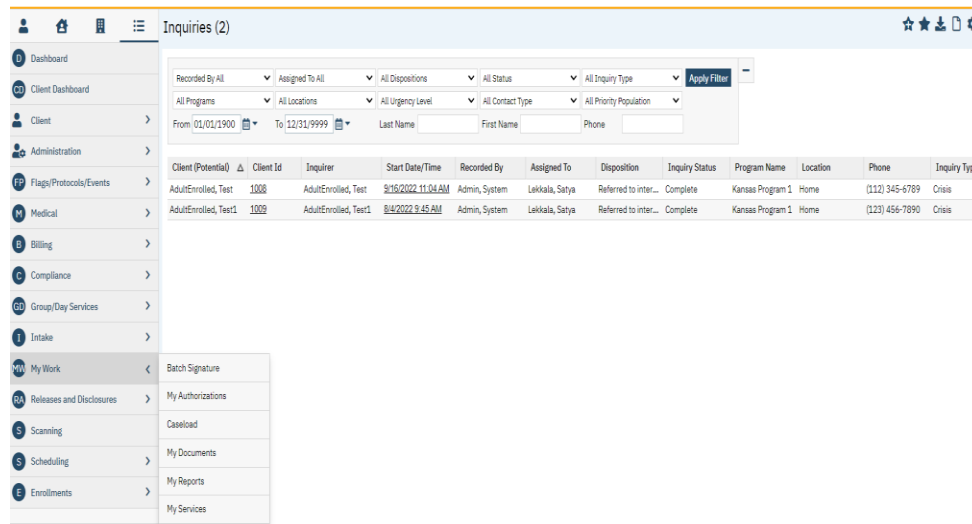 Inquiries (2)
D Dashboard
CD Client Dashboard
Client
Administration
FP Flags/Protocols/Events
M Medical
B Billing
C Compliance
GD Group/Day Services
I Intake
MW My Work
RA Releases and Disclosures
S Scanning
S Scheduling
E Enrollments
Batch Signature
My Authorizations
Caseload
My Documents
My Reports
My Services
Recorded By All Assigned To All All Dispositions All Status All Inquiry Type Apply Filter
All Programs All Locations All Urgency Level All Contact Type All Priority Population
From 01/01/1900 To 12/31/9999 Last Name First Name Phone
Client (Potential) Client Id Inquirer Start Date/Time Recorded By Assigned To Disposition Inquiry Status Program Name Location Phone Inquiry Typ
AdultEnrolled, Test 1008 AdultEnrolled, Test 9/16/2022 11:04 AM Admin, System Lekkala, Satya Referred to inter... Complete Kansas Program 1 Home (112) 345-6789 Crisis
AdultEnrolled, Test1 1009 AdultEnrolled, Test1 8/4/2022 9:45 AM Admin, System Lekkala, Satya Referred to inter... Complete Kansas Program 1 Home (123) 456-7890 Crisis